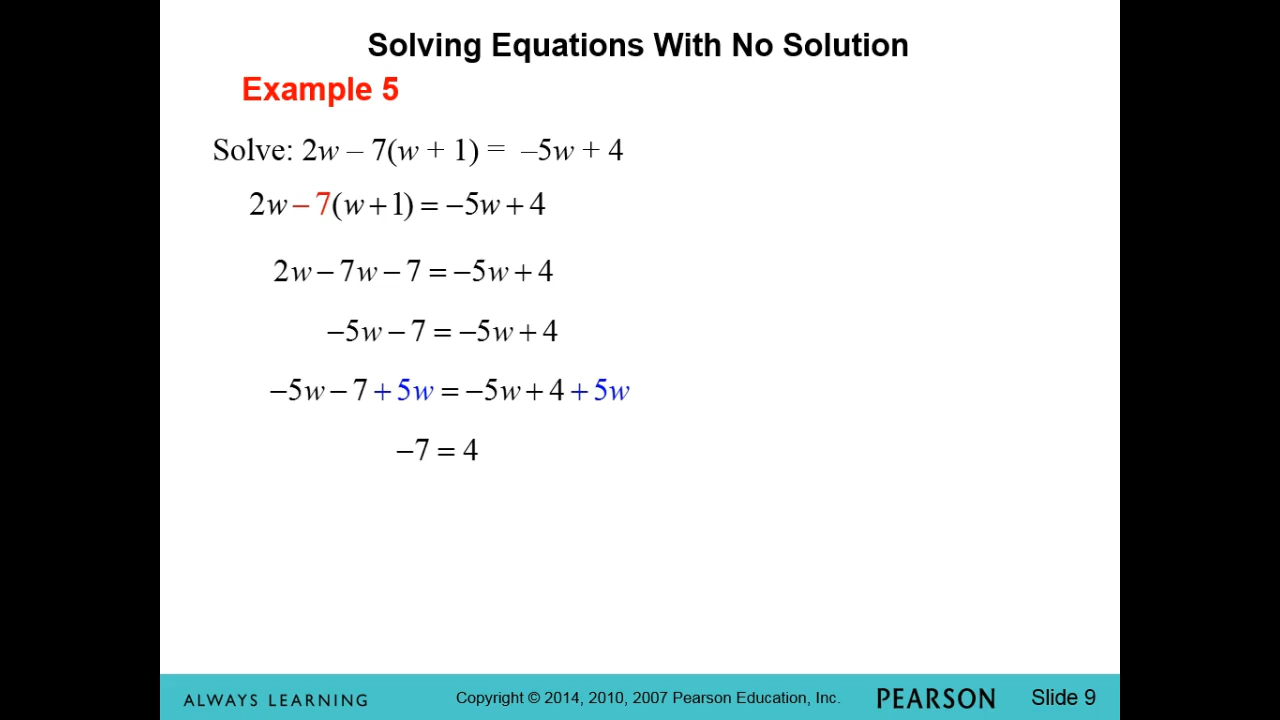 Solving Equations With No Solution
Example 5
Solve: 2w – 7(w + 1) = –5w + 4
2w − 7(w + 1) = −5w + 4
2w − 7w − 7 = −5w + 4
−5w − 7 = −5w + 4
−5w − 7 + 5w = −5w + 4 + 5w
−7 = 4
ALWAYS LEARNING Copyright © 2014, 2010, 2007 Pearson Education, Inc. PEARSON Slide 9